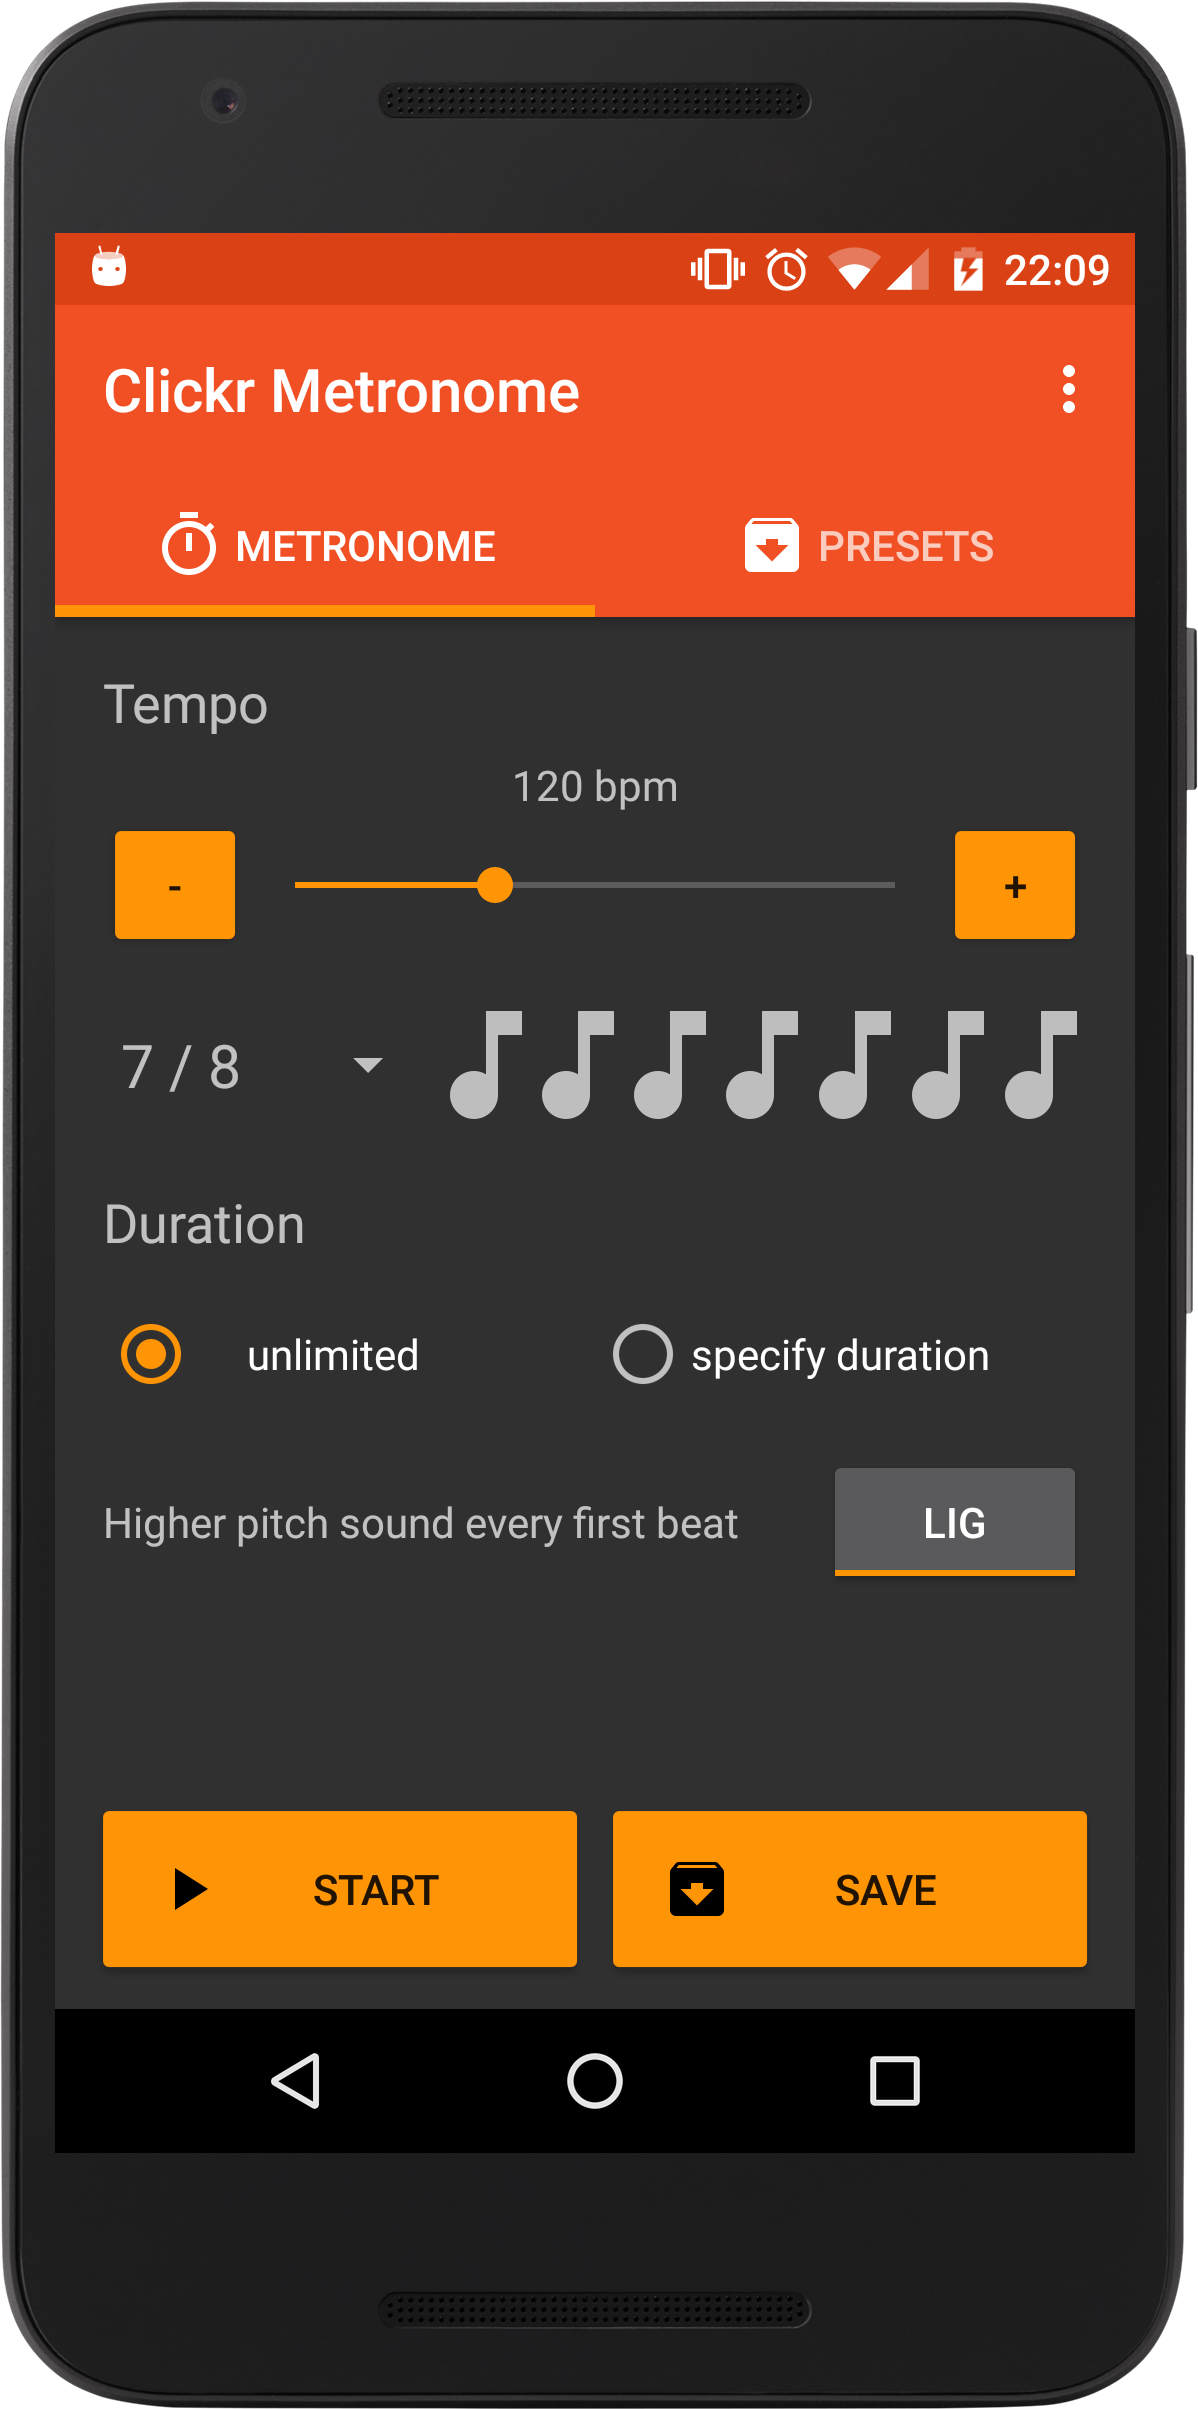 22:09
Clickr Metronome
METRONOME
PRESETS
Tempo
120 bpm
-
+
7 / 8
Duration
unlimited
specify duration
Higher pitch sound every first beat
LIG
START
SAVE